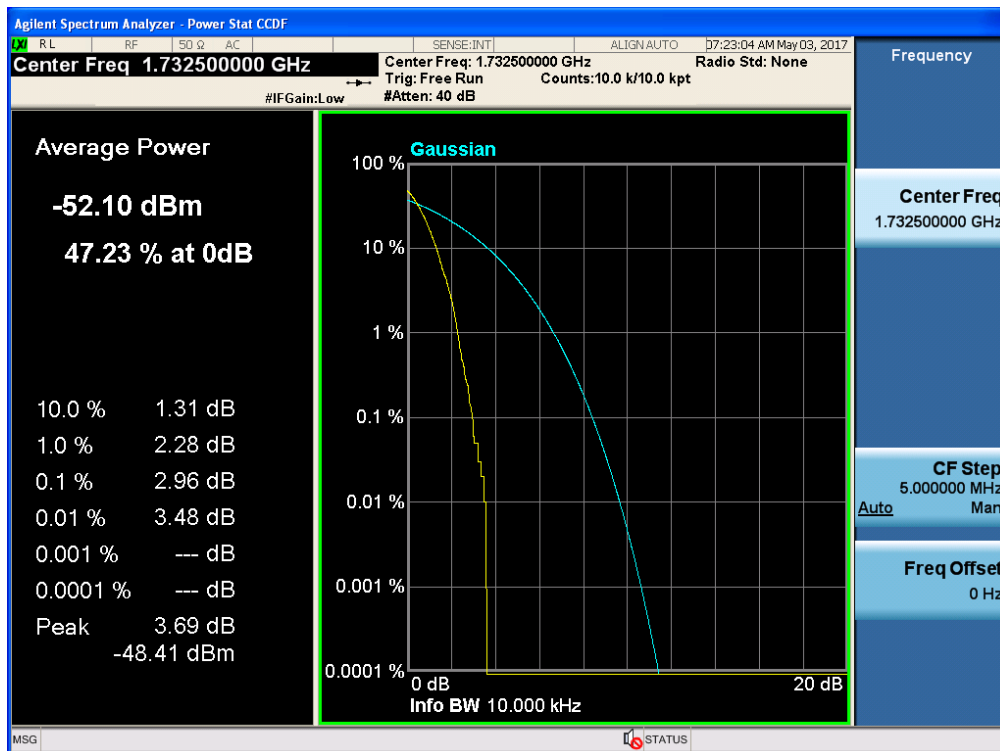 Agilent Spectrum Analyzer - Power Stat CCDF
LXI RL RF 50 Ω AC SENSE:INT ALIGN AUTO 07:23:04 AM May 03, 2017
Center Freq 1.732500000 GHz
Center Freq: 1.732500000 GHz Radio Std: None
Trig: Free Run Counts:10.0 k/10.0 kpt
#IFGain:Low #Atten: 40 dB
Frequency
Average Power
-52.10 dBm
47.23 % at 0dB
10.0 % 1.31 dB
1.0 % 2.28 dB
0.1 % 2.96 dB
0.01 % 3.48 dB
0.001 % --- dB
0.0001 % --- dB
Peak 3.69 dB
-48.41 dBm
Gaussian
100 %
10 %
1 %
0.1 %
0.01 %
0.001 %
0.0001 %
0 dB 20 dB
Info BW 10.000 kHz
Center Freq
1.732500000 GHz
CF Step
5.000000 MHz
Auto Man
Freq Offset
0 Hz
MSG STATUS